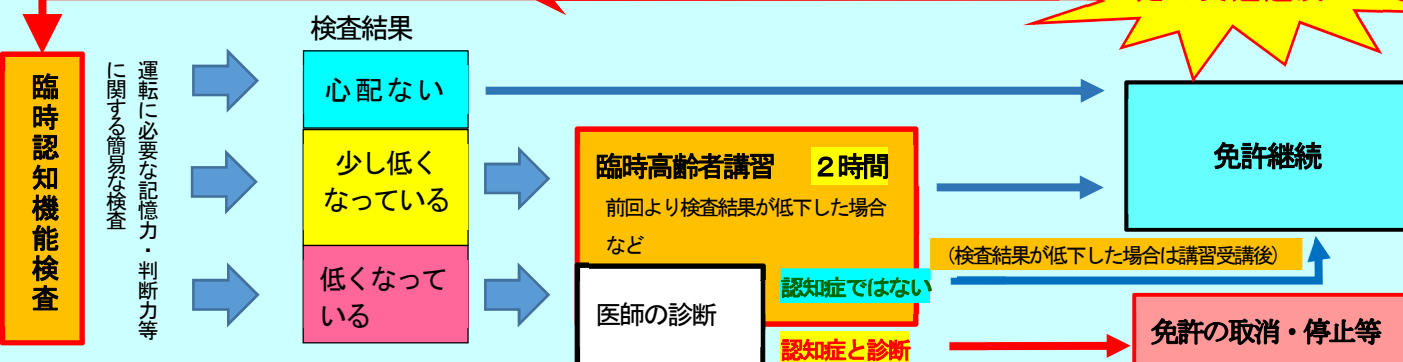 検査結果
臨時認知機能検査
運転に必要な記憶力・判断力等
に関する簡易な検査
心配ない
少し低く
なっている
低くなって
いる
臨時高齢者講習 2時間
前回より検査結果が低下した場合
など
医師の診断
認知症ではない
認知症と診断
(検査結果が低下した場合は講習受講後)
免許継続
免許の取消・停止等